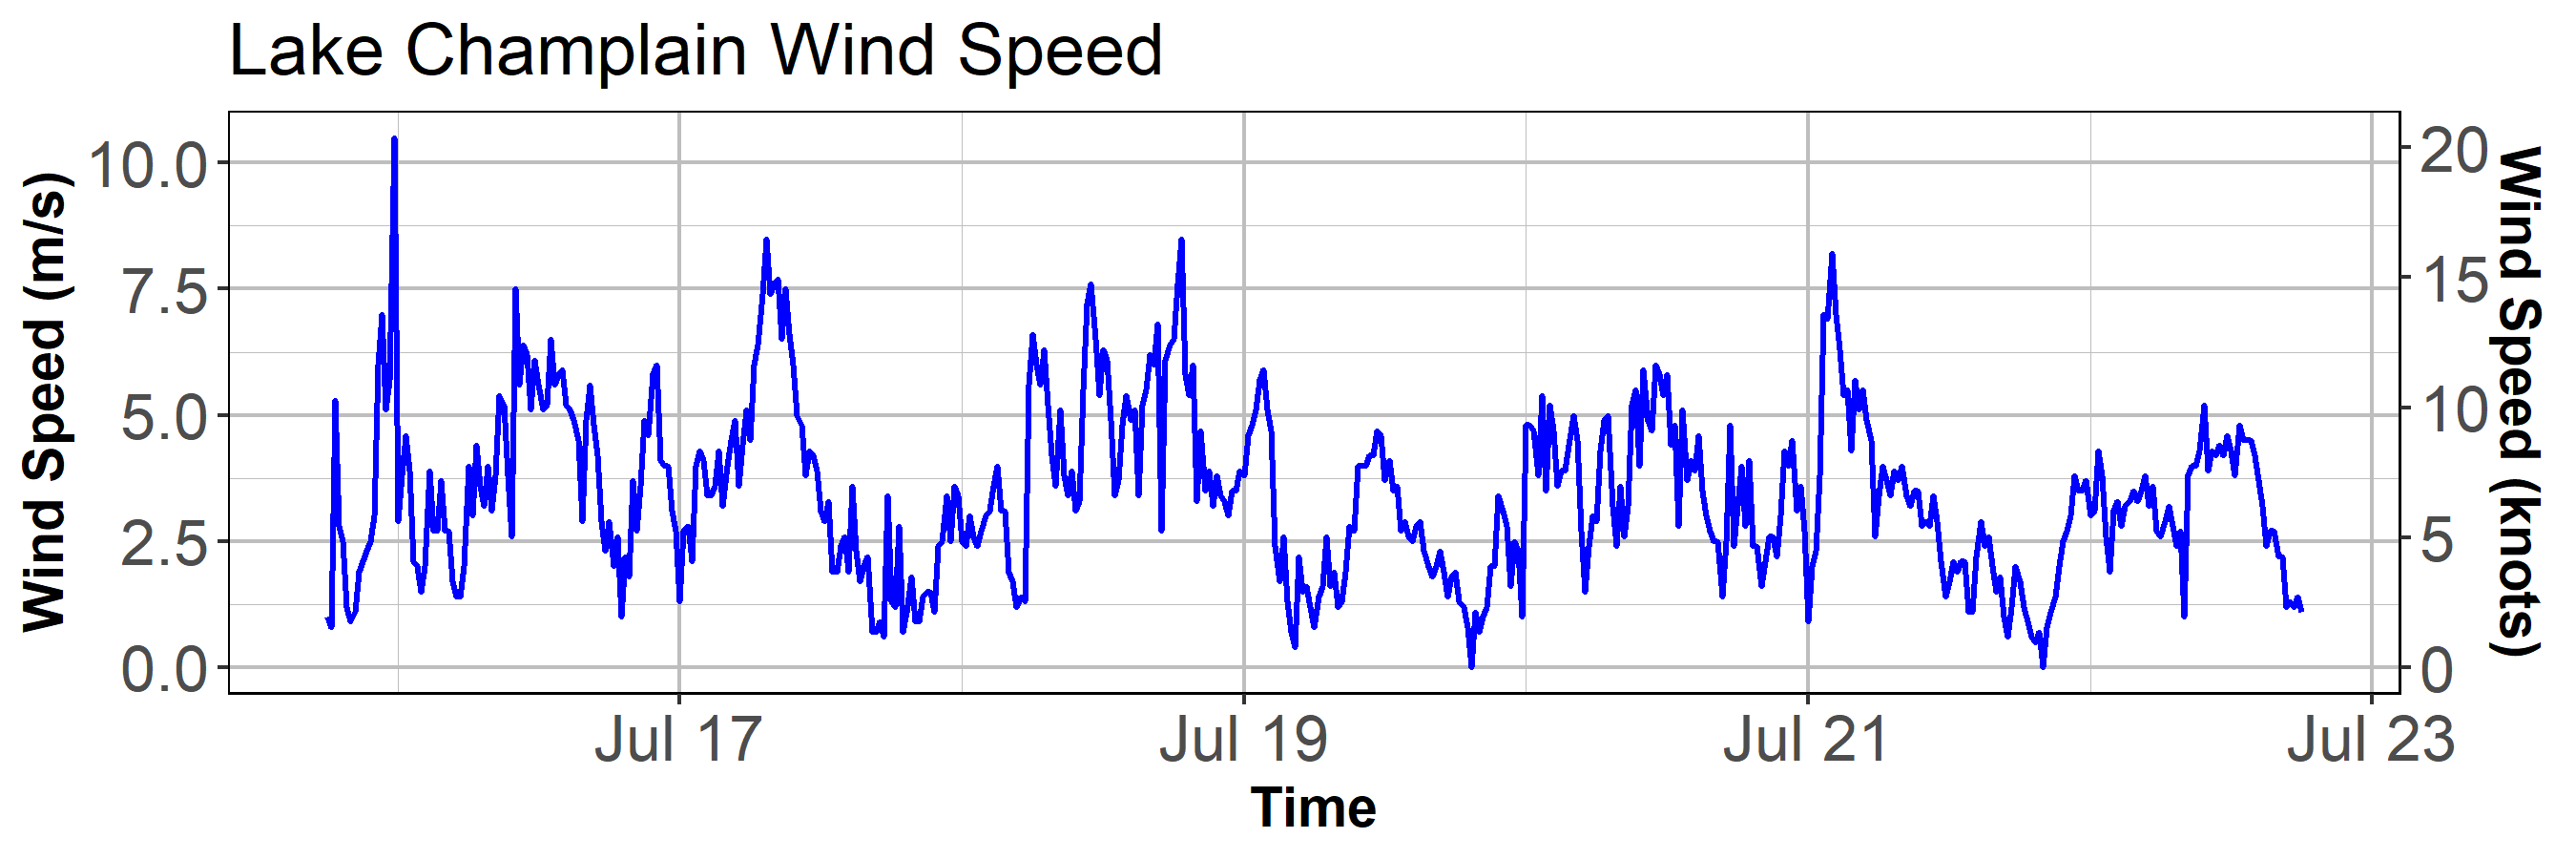 Lake Champlain Wind Speed
Wind Speed (m/s)
10.0
7.5
5.0
2.5
0.0
20
15
10
5
0
Wind Speed (knots)
Jul 17
Jul 19
Jul 21
Jul 23
Time